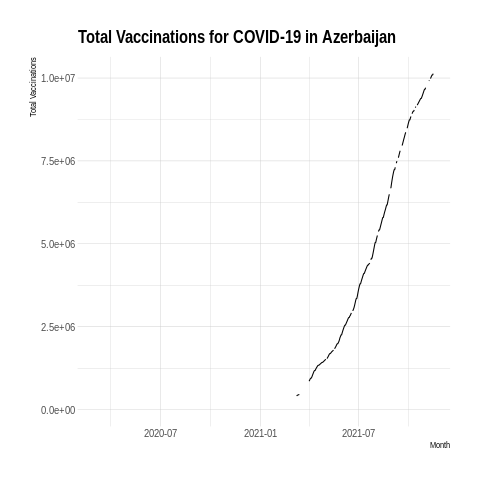 Total Vaccinations for COVID-19 in Azerbaijan
Total Vaccinations
1.0e+07
7.5e+06
5.0e+06
2.5e+06
0.0e+00
2020-07
2021-01
2021-07
Month